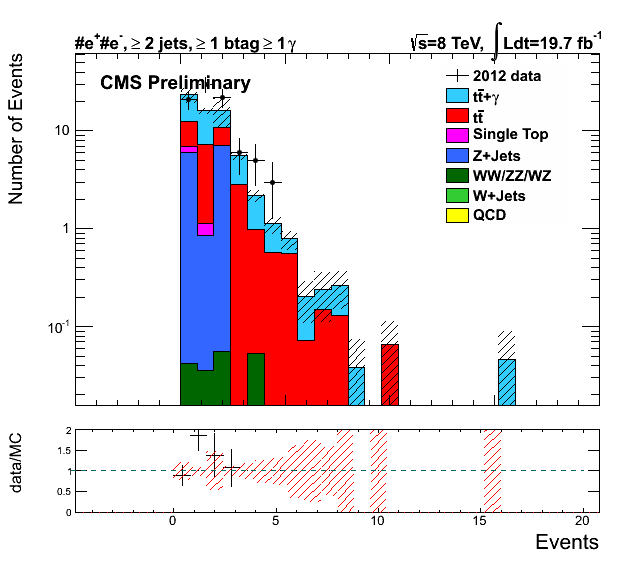 #e⁺#e⁻, ≥ 2 jets, ≥ 1 btag ≥ 1 γ
√s=8 TeV, ∫ Ldt=19.7 fb⁻¹
CMS Preliminary
2012 data
tt̄+γ
tt̄
Single Top
Z+Jets
WW/ZZ/WZ
W+Jets
QCD
Number of Events
10
1
10⁻¹
data/MC
2
1.5
1
0.5
0
0 5 10 15 20
Events